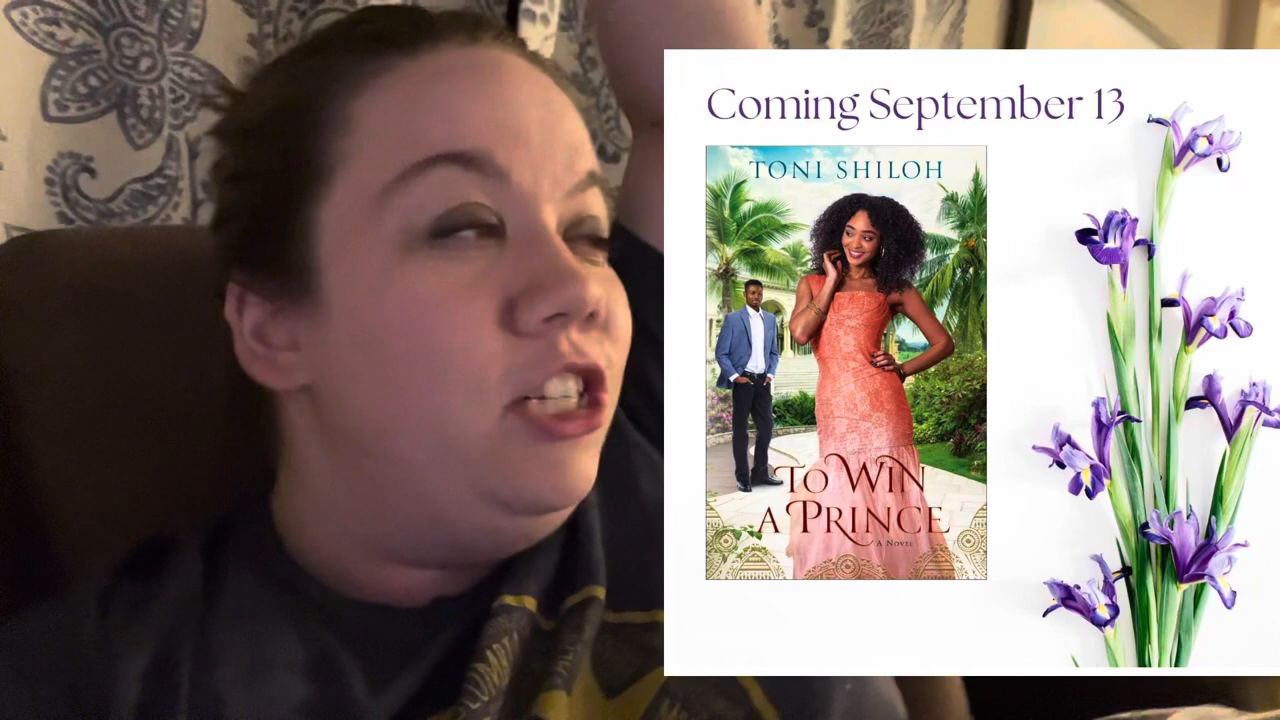 Coming September 13
TONI SHILOH
TO WIN
A PRINCE
A NOVEL